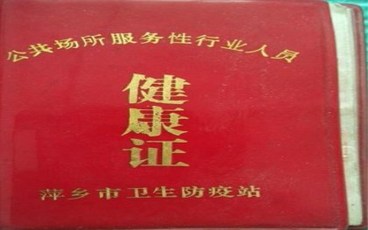 公共场所服务性行业人员
健
康
证
萍乡市卫生防疫站